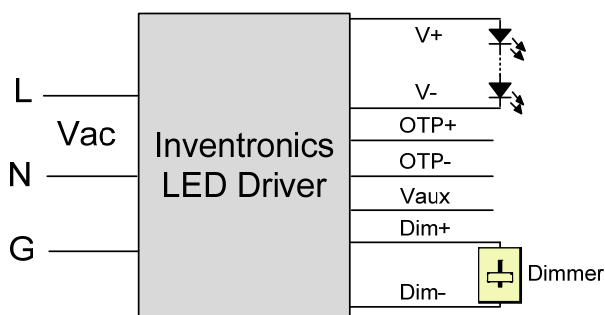 L
Vac
N
G
Inventronics
LED Driver
V+
V-
OTP+
OTP-
Vaux
Dim+
Dim-
Dimmer